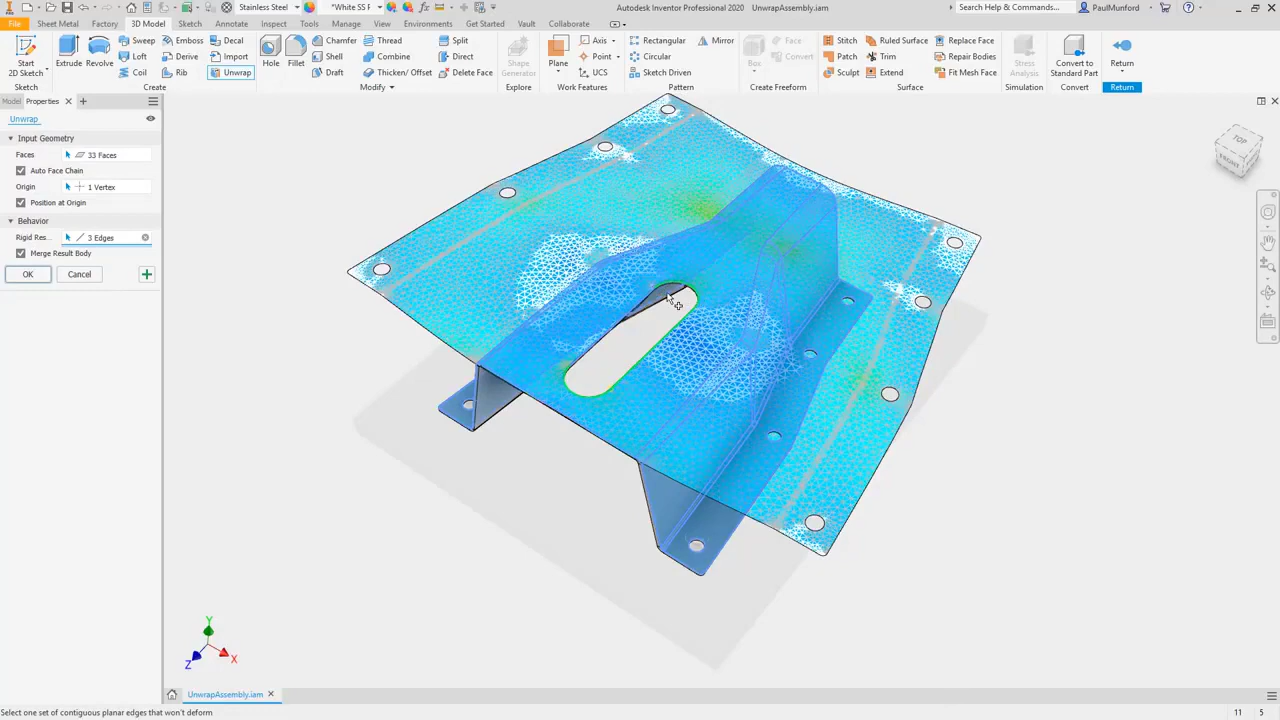 Stainless Steel
*White SS F
Autodesk Inventor Professional 2020 UnwrapAssembly.iam
Search Help & Commands...
PaulMunford
File
Sheet Metal
Factory
3D Model
Sketch
Annotate
Inspect
Tools
Manage
View
Environments
Get Started
Vault
Collaborate
Start
2D Sketch
Extrude
Revolve
Sweep
Loft
Coil
Emboss
Derive
Rib
Decal
Import
Unwrap
Hole
Fillet
Chamfer
Shell
Draft
Thread
Combine
Thicken/ Offset
Split
Direct
Delete Face
Shape
Generator
Plane
Axis
Point
UCS
Rectangular
Circular
Sketch Driven
Mirror
Box
Face
Convert
Stitch
Patch
Sculpt
Ruled Surface
Trim
Extend
Replace Face
Repair Bodies
Fit Mesh Face
Stress
Analysis
Convert to
Standard Part
Return
Sketch
Create
Modify
Explore
Work Features
Pattern
Create Freeform
Surface
Simulation
Convert
Return
Model
Properties
Unwrap
Input Geometry
Faces
33 Faces
Auto Face Chain
Origin
1 Vertex
Position at Origin
Behavior
Rigid Res...
3 Edges
Merge Result Body
OK
Cancel
TOP
FRONT
RIGHT
Y
Z
X
UnwrapAssembly.iam
Select one set of contiguous planar edges that won't deform
11
5